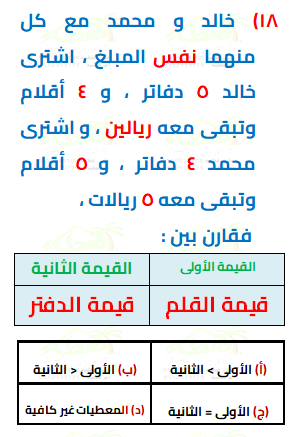 ١٨) خالد و محمد مع كل
منهما نفس المبلغ ، اشترى
خالد ٥ دفاتر ، و ٤ أقلام
وتبقى معه ريالين ، و اشترى
محمد ٤ دفاتر ، و ٥ أقلام
وتبقى معه ٥ ريالات ،
فقارن بين :
القيمة الأولى القيمة الثانية
قيمة القلم قيمة الدفتر
(أ) الأولى > الثانية (ب) الأولى < الثانية
(ج) الأولى = الثانية (د) المعطيات غير كافية